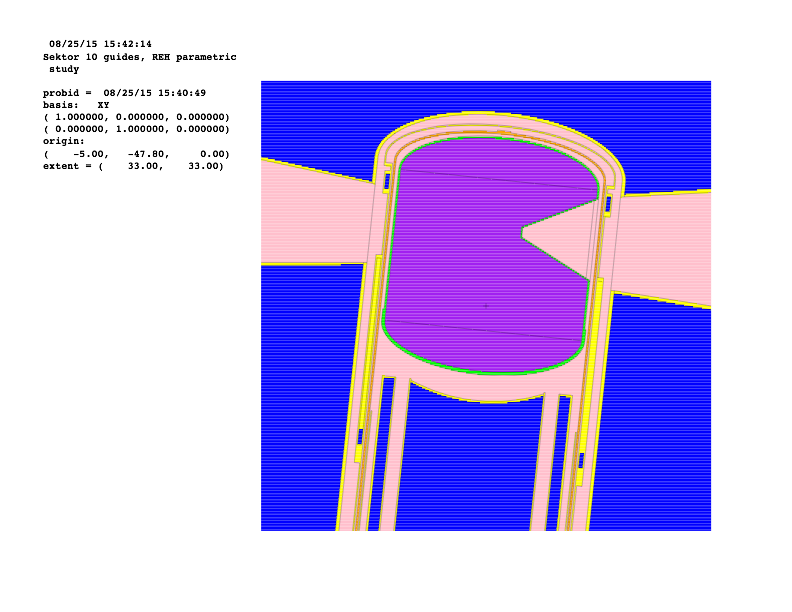 08/25/15 15:42:14
Sektor 10 guides, REH parametric
study
probid = 08/25/15 15:40:49
basis: XY
( 1.000000, 0.000000, 0.000000)
( 0.000000, 1.000000, 0.000000)
origin:
( -5.00, -47.80, 0.00)
extent = ( 33.00, 33.00)